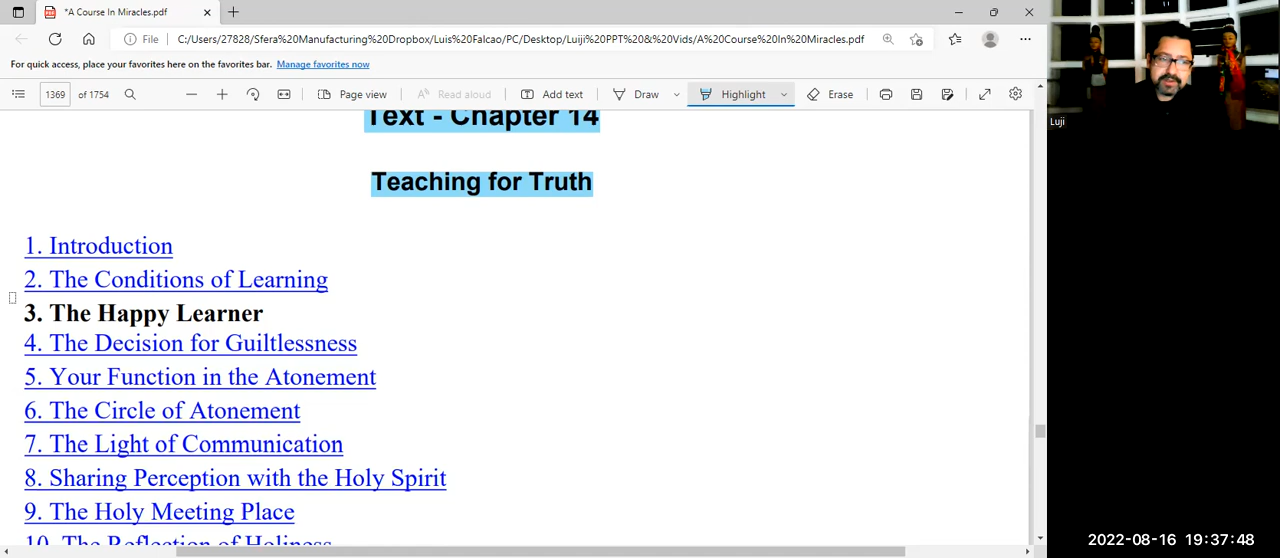 *A Course In Miracles.pdf
File C:/Users/27828/Sfera%20Manufacturing%20Dropbox/Luis%20Falcao/PC/Desktop/Luiji%20PPT%20&%20Vids/A%20Course%20In%20Miracles.pdf
For quick access, place your favorites here on the favorites bar. Manage favorites now
1369 of 1754 Page view Read aloud Add text Draw Highlight Erase
Text - Chapter 14
Teaching for Truth
1. Introduction
2. The Conditions of Learning
3. The Happy Learner
4. The Decision for Guiltlessness
5. Your Function in the Atonement
6. The Circle of Atonement
7. The Light of Communication
8. Sharing Perception with the Holy Spirit
9. The Holy Meeting Place
10. The Reflection of Holiness
Luji
2022-08-16 19:37:48